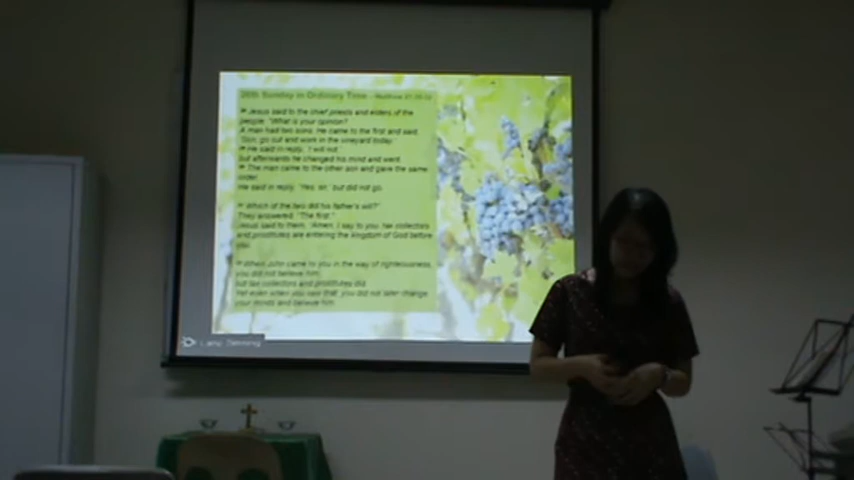 26th Sunday in Ordinary Time - Matthew 21:28-32
Jesus said to the chief priests and elders of the
people: "What is your opinion?
A man had two sons. He came to the first and said,
'Son, go out and work in the vineyard today.'
He said in reply, 'I will not,'
but afterwards he changed his mind and went.
The man came to the other son and gave the same
order.
He said in reply, 'Yes, sir,' but did not go.
Which of the two did his father's will?"
They answered, "The first."
Jesus said to them, "Amen, I say to you, tax collectors
and prostitutes are entering the kingdom of God before
you.
When John came to you in the way of righteousness,
you did not believe him;
but tax collectors and prostitutes did.
Yet even when you saw that, you did not later change
your minds and believe him.